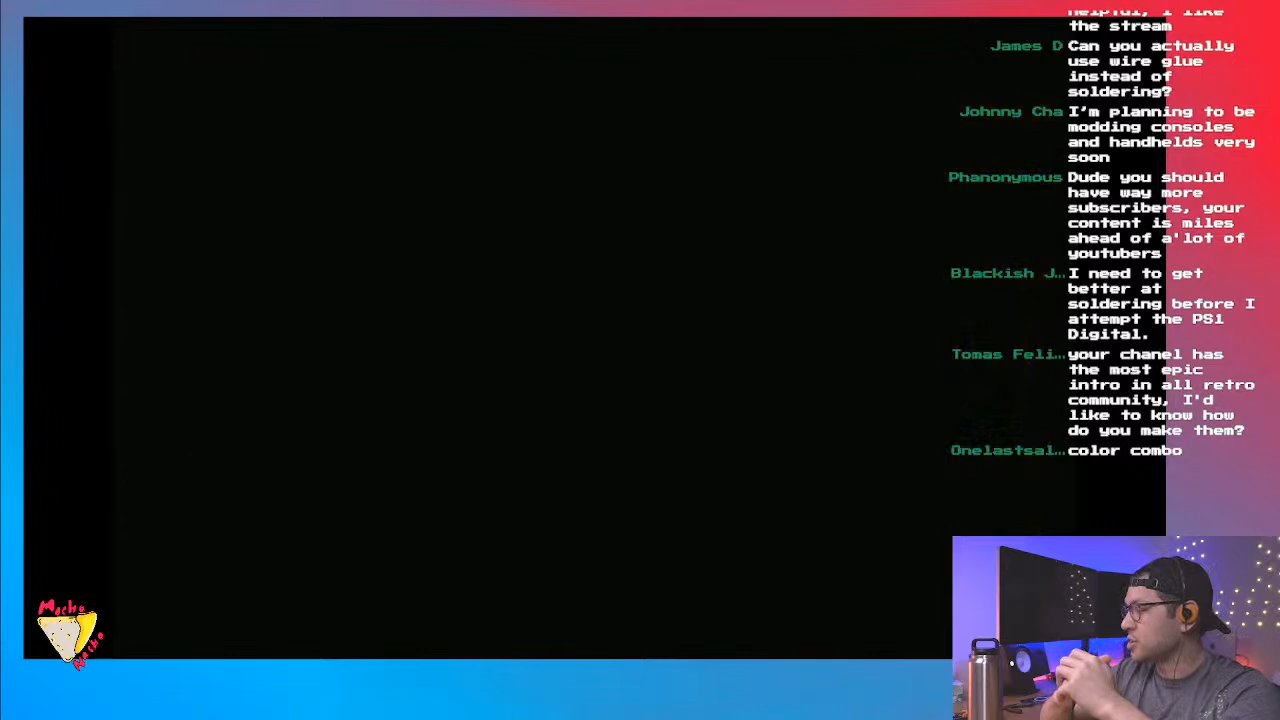 helpful, I like
the stream
James D Can you actually
use wire glue
instead of
soldering?
Johnny Cha I'm planning to be
modding consoles
and handhelds very
soon
Phanonymous Dude you should
have way more
subscribers, your
content is miles
ahead of a'lot of
youtubers
Blackish J… I need to get
better at
soldering before I
attempt the PS1
Digital.
Tomas Feli… your chanel has
the most epic
intro in all retro
community, I'd
like to know how
do you make them?
Onelastsal… color combo
Macho
Nacho